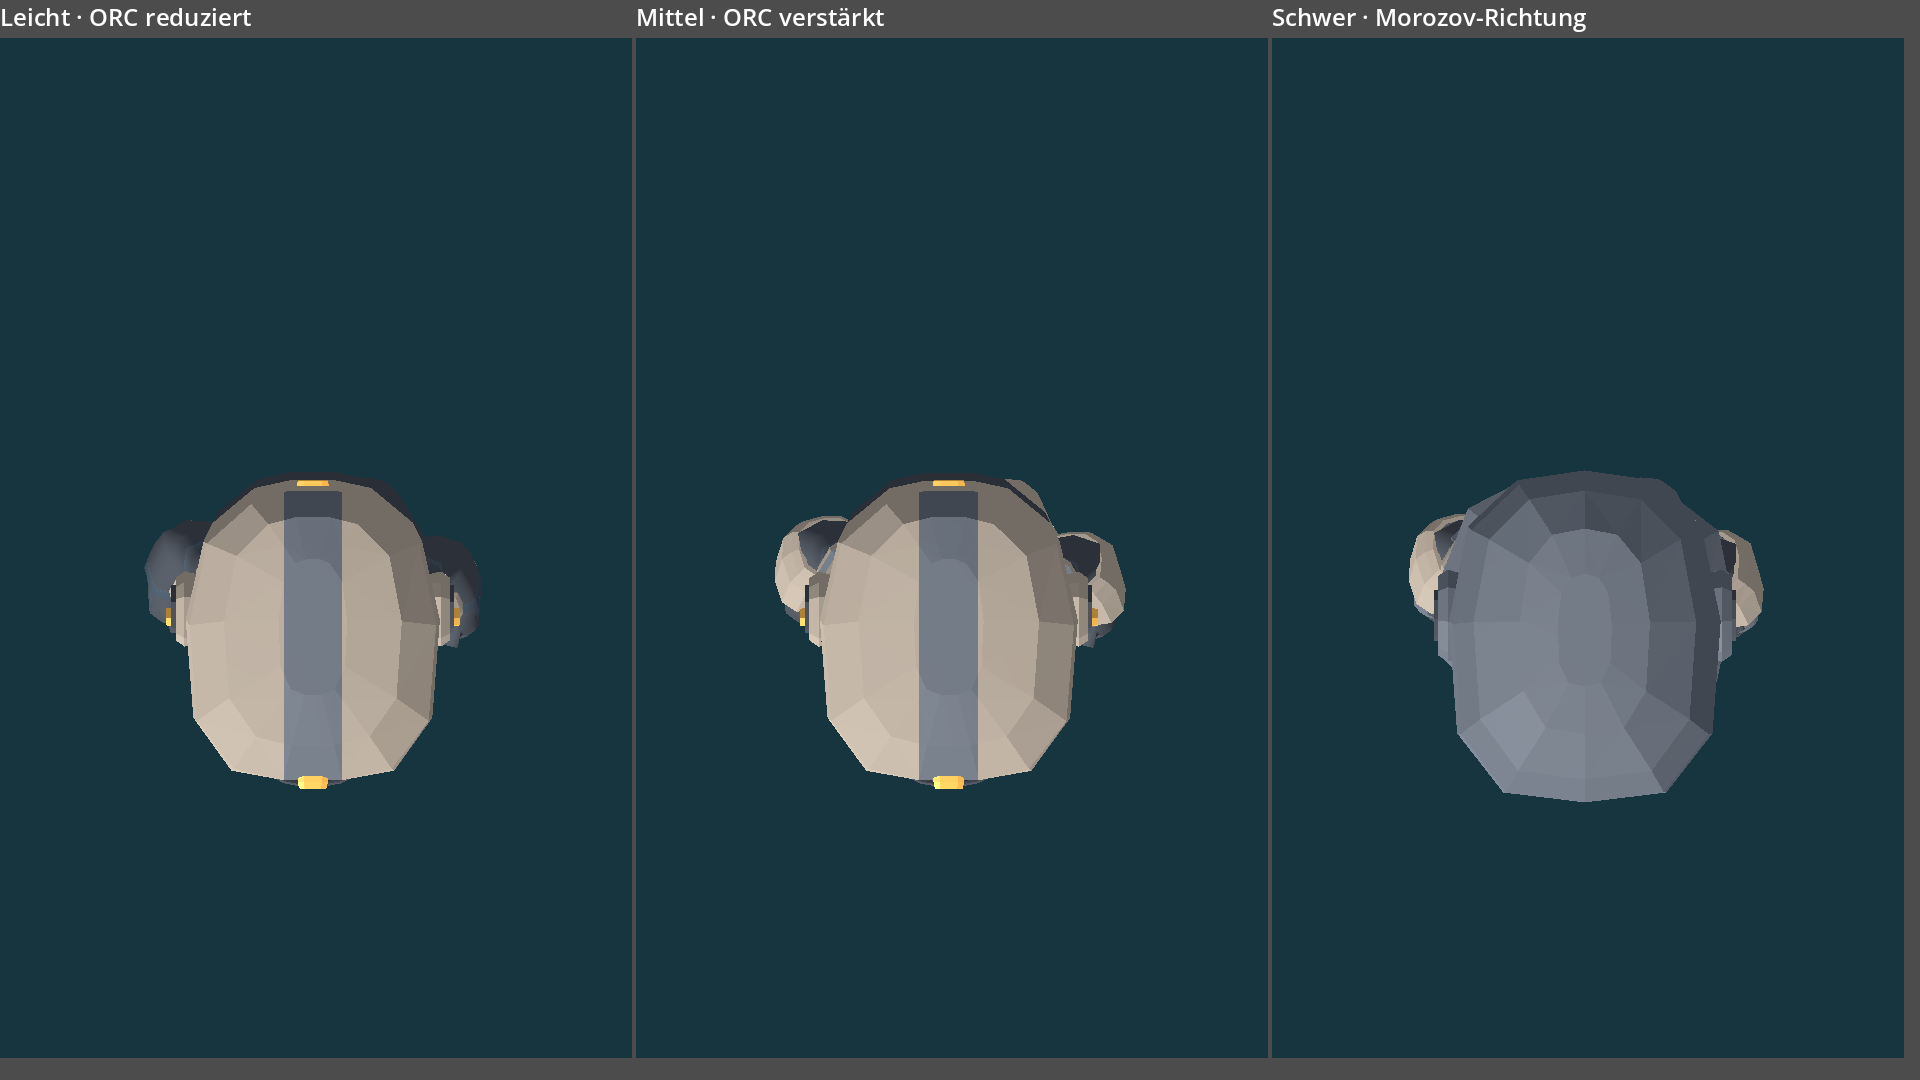 Leicht · ORC reduziert
Mittel · ORC verstärkt
Schwer · Morozov-Richtung